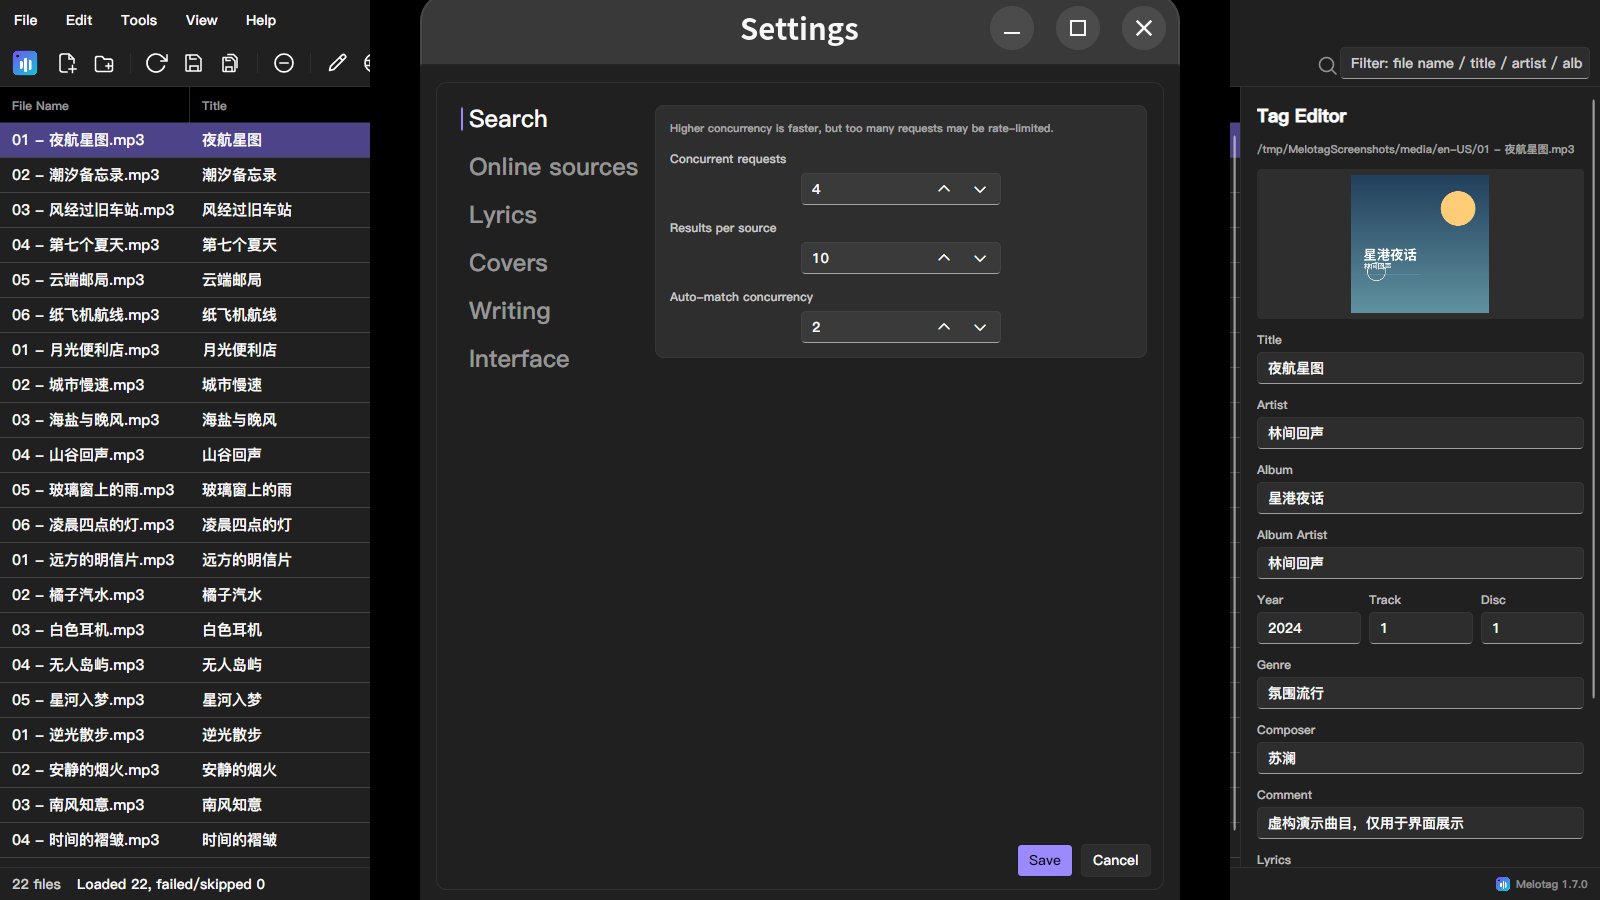 File Edit Tools View Help
File Name Title
01 - 夜航星图.mp3 夜航星图
02 - 潮汐备忘录.mp3 潮汐备忘录
03 - 风经过旧车站.mp3 风经过旧车站
04 - 第七个夏天.mp3 第七个夏天
05 - 云端邮局.mp3 云端邮局
06 - 纸飞机航线.mp3 纸飞机航线
01 - 月光便利店.mp3 月光便利店
02 - 城市慢速.mp3 城市慢速
03 - 海盐与晚风.mp3 海盐与晚风
04 - 山谷回声.mp3 山谷回声
05 - 玻璃窗上的雨.mp3 玻璃窗上的雨
06 - 凌晨四点的灯.mp3 凌晨四点的灯
01 - 远方的明信片.mp3 远方的明信片
02 - 橘子汽水.mp3 橘子汽水
03 - 白色耳机.mp3 白色耳机
04 - 无人岛屿.mp3 无人岛屿
05 - 星河入梦.mp3 星河入梦
01 - 逆光散步.mp3 逆光散步
02 - 安静的烟火.mp3 安静的烟火
03 - 南风知意.mp3 南风知意
04 - 时间的褶皱.mp3 时间的褶皱
22 files Loaded 22, failed/skipped 0
Settings
Search
Online sources
Lyrics
Covers
Writing
Interface
Higher concurrency is faster, but too many requests may be rate-limited.
Concurrent requests
4
Results per source
10
Auto-match concurrency
2
Save Cancel
Filter: file name / title / artist / alb
Tag Editor
/tmp/MelotagScreenshots/media/en-US/01 - 夜航星图.mp3
星港夜话
林间回声
Title
夜航星图
Artist
林间回声
Album
星港夜话
Album Artist
林间回声
Year Track Disc
2024 1 1
Genre
氛围流行
Composer
苏澜
Comment
虚构演示曲目，仅用于界面展示
Lyrics
Melotag 1.7.0